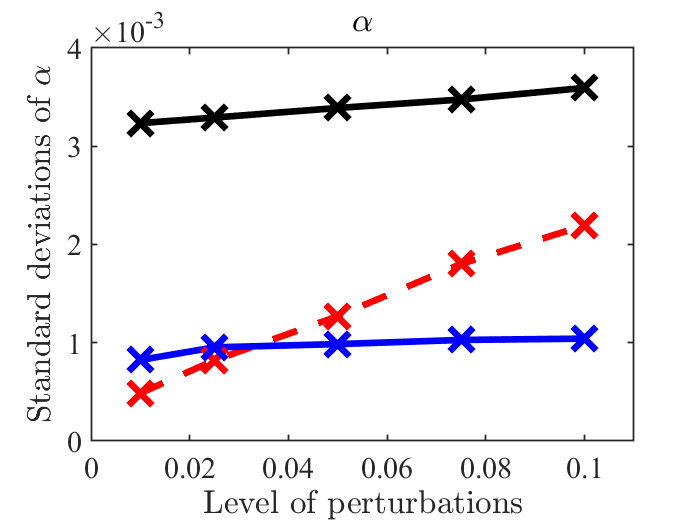 α
×10-3
4
3
2
1
0
Standard deviations of α
0 0.02 0.04 0.06 0.08 0.1
Level of perturbations